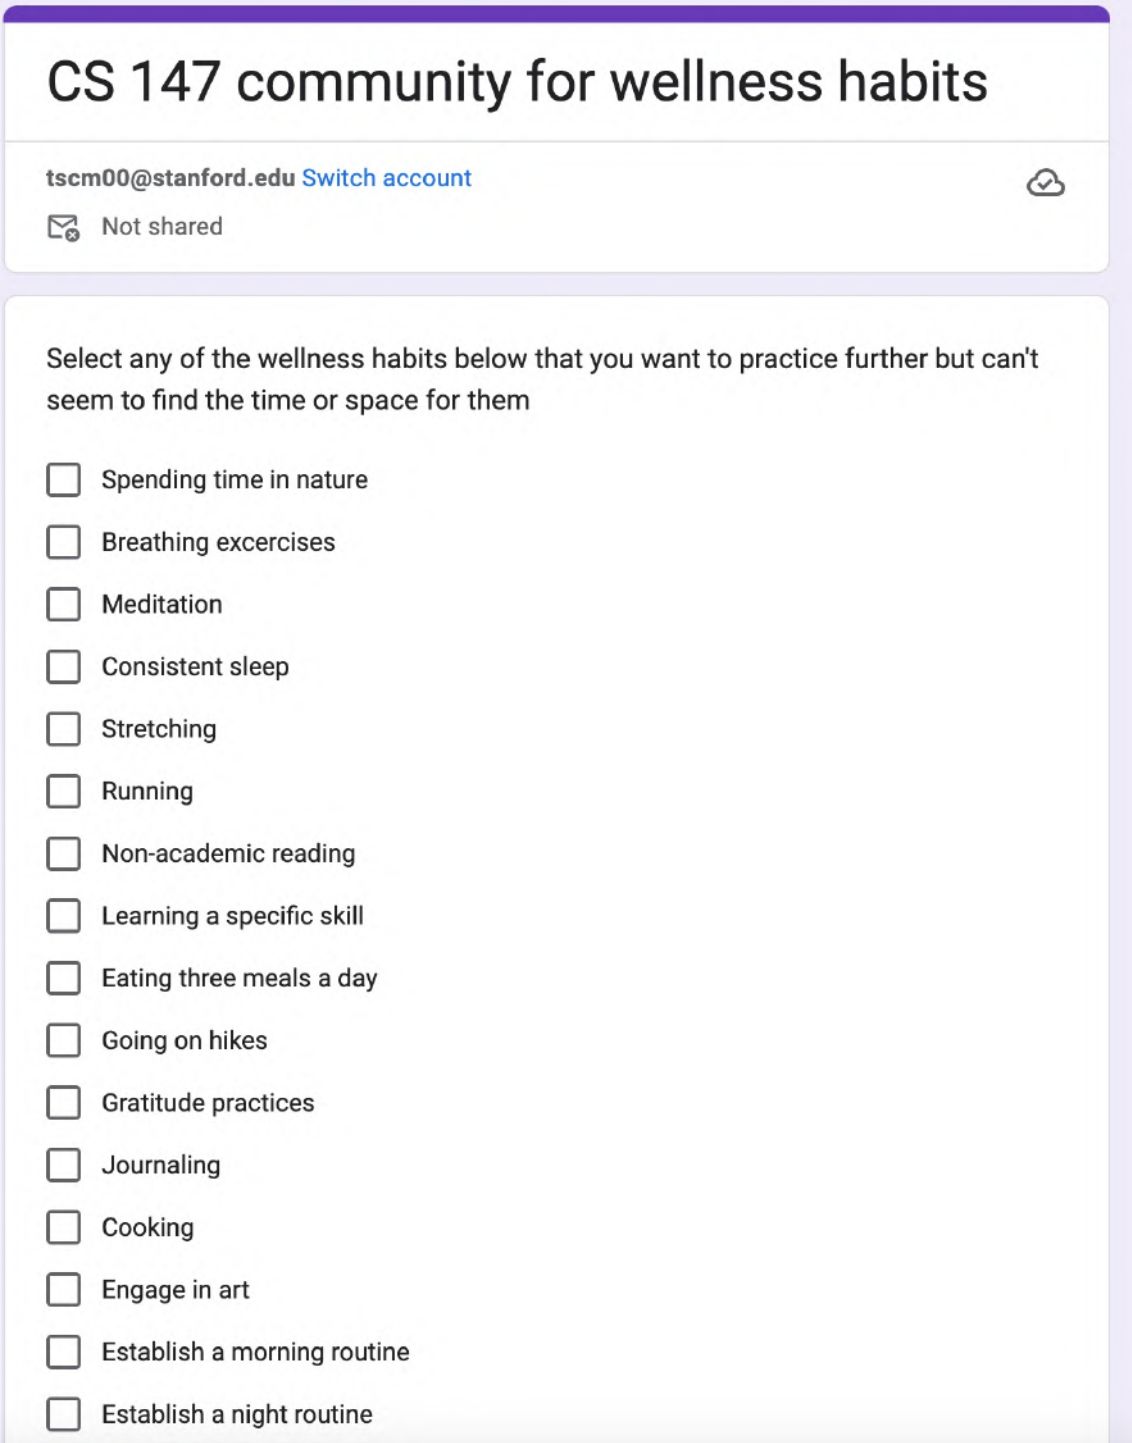 CS 147 community for wellness habits
tscm00@stanford.edu Switch account
Not shared
Select any of the wellness habits below that you want to practice further but can't
seem to find the time or space for them
Spending time in nature
Breathing excercises
Meditation
Consistent sleep
Stretching
Running
Non-academic reading
Learning a specific skill
Eating three meals a day
Going on hikes
Gratitude practices
Journaling
Cooking
Engage in art
Establish a morning routine
Establish a night routine